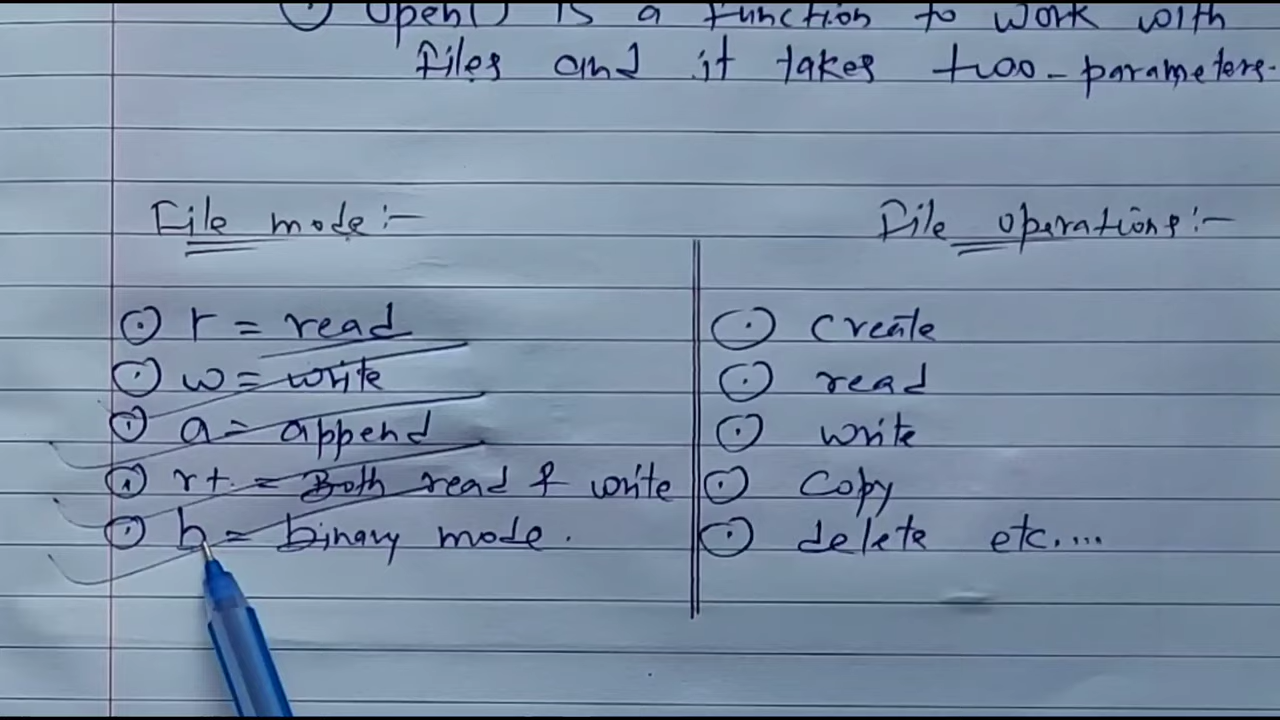 ⊙ open() is a function to work with
files and it takes two-parameters.
File mode:-
⊙ r = read
⊙ w = write
⊙ a = append
⊙ r+ = Both read & write
⊙ b = binary mode.
File operations:-
⊙ create
⊙ read
⊙ write
⊙ copy
⊙ delete etc....